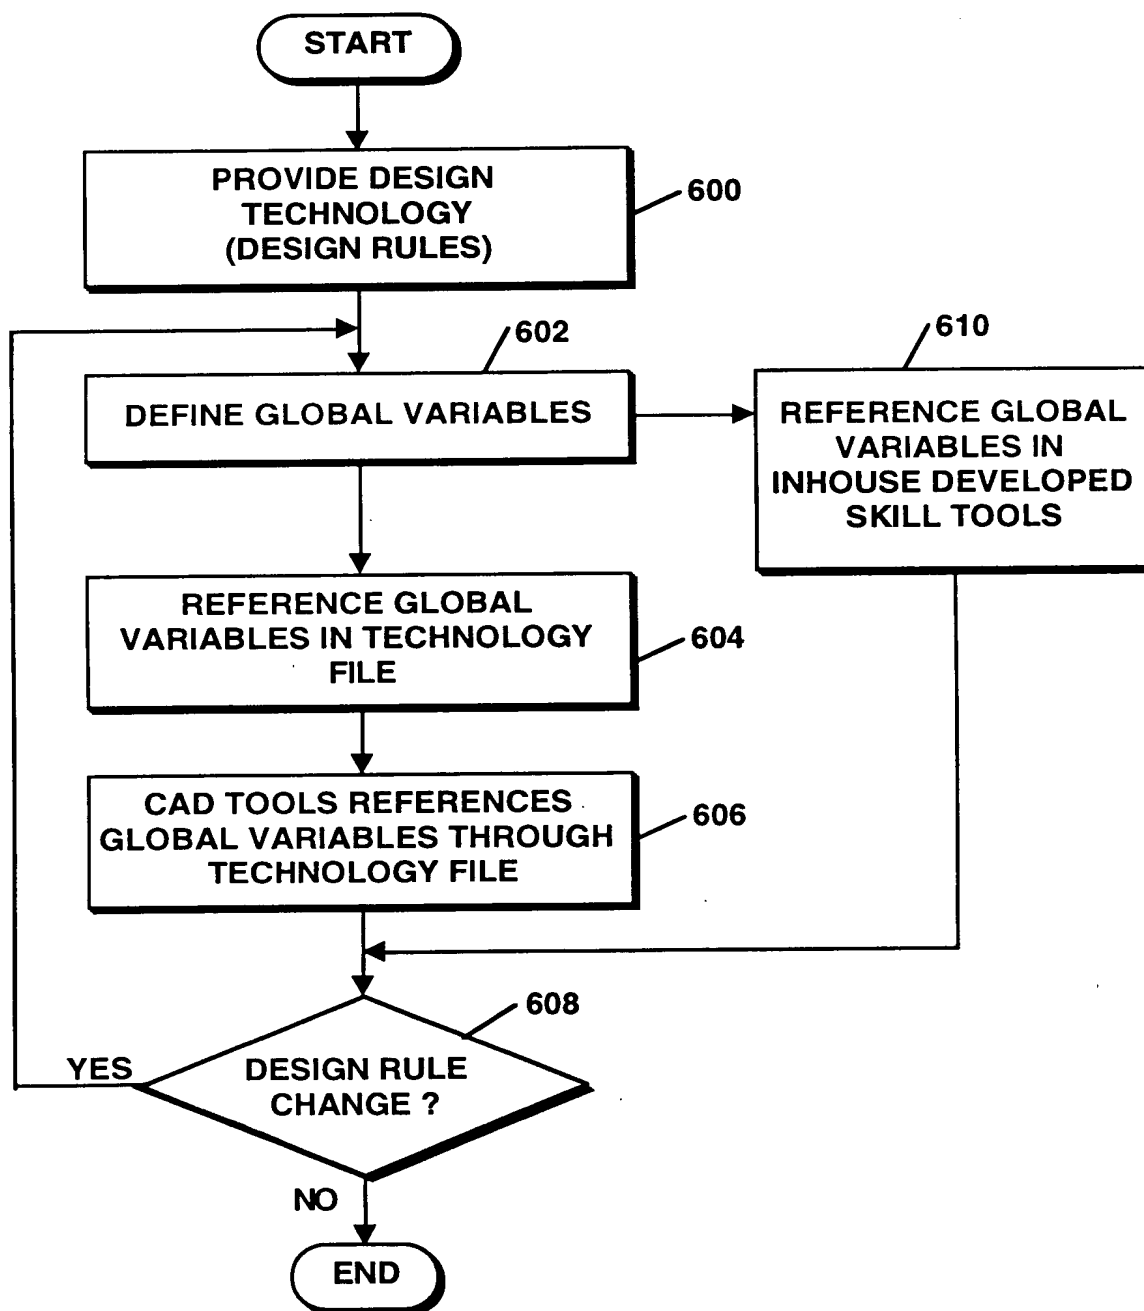 START
PROVIDE DESIGN
TECHNOLOGY
(DESIGN RULES)
600
602
DEFINE GLOBAL VARIABLES
610
REFERENCE GLOBAL
VARIABLES IN
INHOUSE DEVELOPED
SKILL TOOLS
REFERENCE GLOBAL
VARIABLES IN TECHNOLOGY
FILE
604
CAD TOOLS REFERENCES
GLOBAL VARIABLES THROUGH
TECHNOLOGY FILE
606
608
YES
DESIGN RULE
CHANGE ?
NO
END